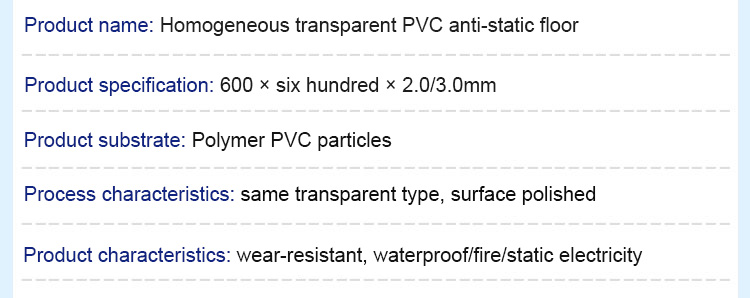 Product name: Homogeneous transparent PVC anti-static floor
Product specification: 600 × six hundred × 2.0/3.0mm
Product substrate: Polymer PVC particles
Process characteristics: same transparent type, surface polished
Product characteristics: wear-resistant, waterproof/fire/static electricity